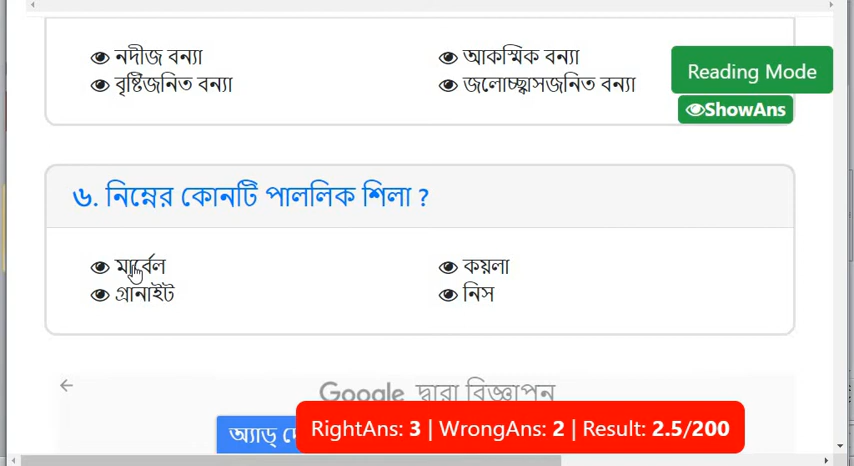 নদীজ বন্যা
আকস্মিক বন্যা
বৃষ্টিজনিত বন্যা
জলোচ্ছ্বাসজনিত বন্যা
Reading Mode
ShowAns
৬. নিম্নের কোনটি পাললিক শিলা ?
মার্বেল
কয়লা
গ্রানাইট
নিস
Google দ্বারা বিজ্ঞাপন
অ্যাড্
RightAns: 3 | WrongAns: 2 | Result: 2.5/200